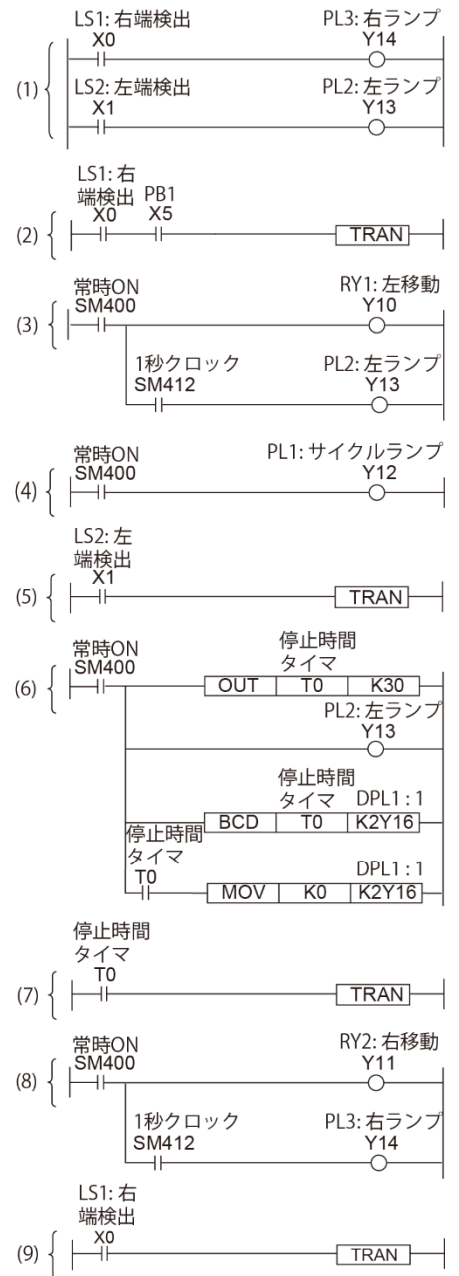 LS1: 右端検出 PL3: 右ランプ
X0 Y14
(1)
LS2: 左端検出 PL2: 左ランプ
X1 Y13
LS1: 右
端検出 PB1
X0 X5
(2) TRAN
常時ON RY1: 左移動
SM400 Y10
(3)
1秒クロック PL2: 左ランプ
SM412 Y13
常時ON PL1: サイクルランプ
SM400 Y12
(4)
LS2: 左
端検出
X1
(5) TRAN
停止時間
常時ON タイマ
SM400
(6) OUT T0 K30
PL2: 左ランプ
Y13
停止時間
タイマ DPL1 : 1
BCD T0 K2Y16
停止時間
タイマ DPL1 : 1
T0
MOV K0 K2Y16
停止時間
タイマ
T0
(7) TRAN
常時ON RY2: 右移動
SM400 Y11
(8)
1秒クロック PL3: 右ランプ
SM412 Y14
LS1: 右
端検出
X0
(9) TRAN